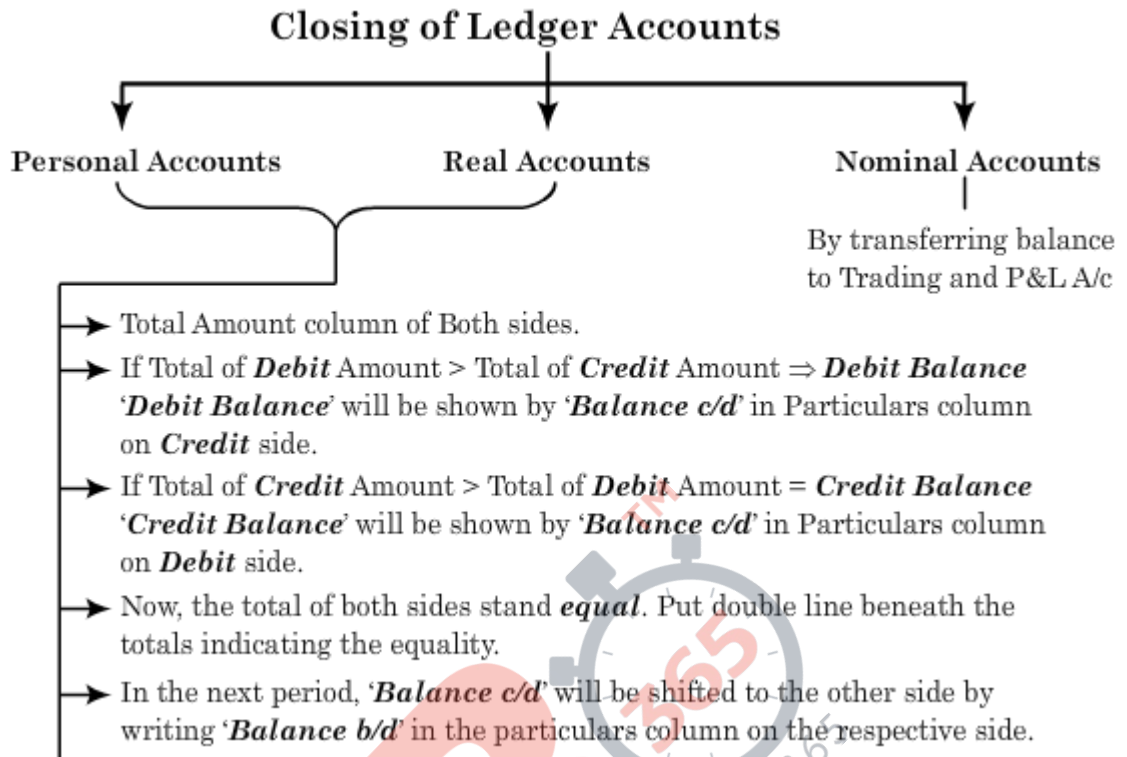 Closing of Ledger Accounts
Personal Accounts
Real Accounts
Nominal Accounts
By transferring balance
to Trading and P&L A/c
Total Amount column of Both sides.
If Total of Debit Amount > Total of Credit Amount ⇒ Debit Balance
‘Debit Balance’ will be shown by ‘Balance c/d’ in Particulars column
on Credit side.
If Total of Credit Amount > Total of Debit Amount = Credit Balance
‘Credit Balance’ will be shown by ‘Balance c/d’ in Particulars column
on Debit side.
Now, the total of both sides stand equal. Put double line beneath the
totals indicating the equality.
In the next period, ‘Balance c/d’ will be shifted to the other side by
writing ‘Balance b/d’ in the particulars column on the respective side.
TM
365
365